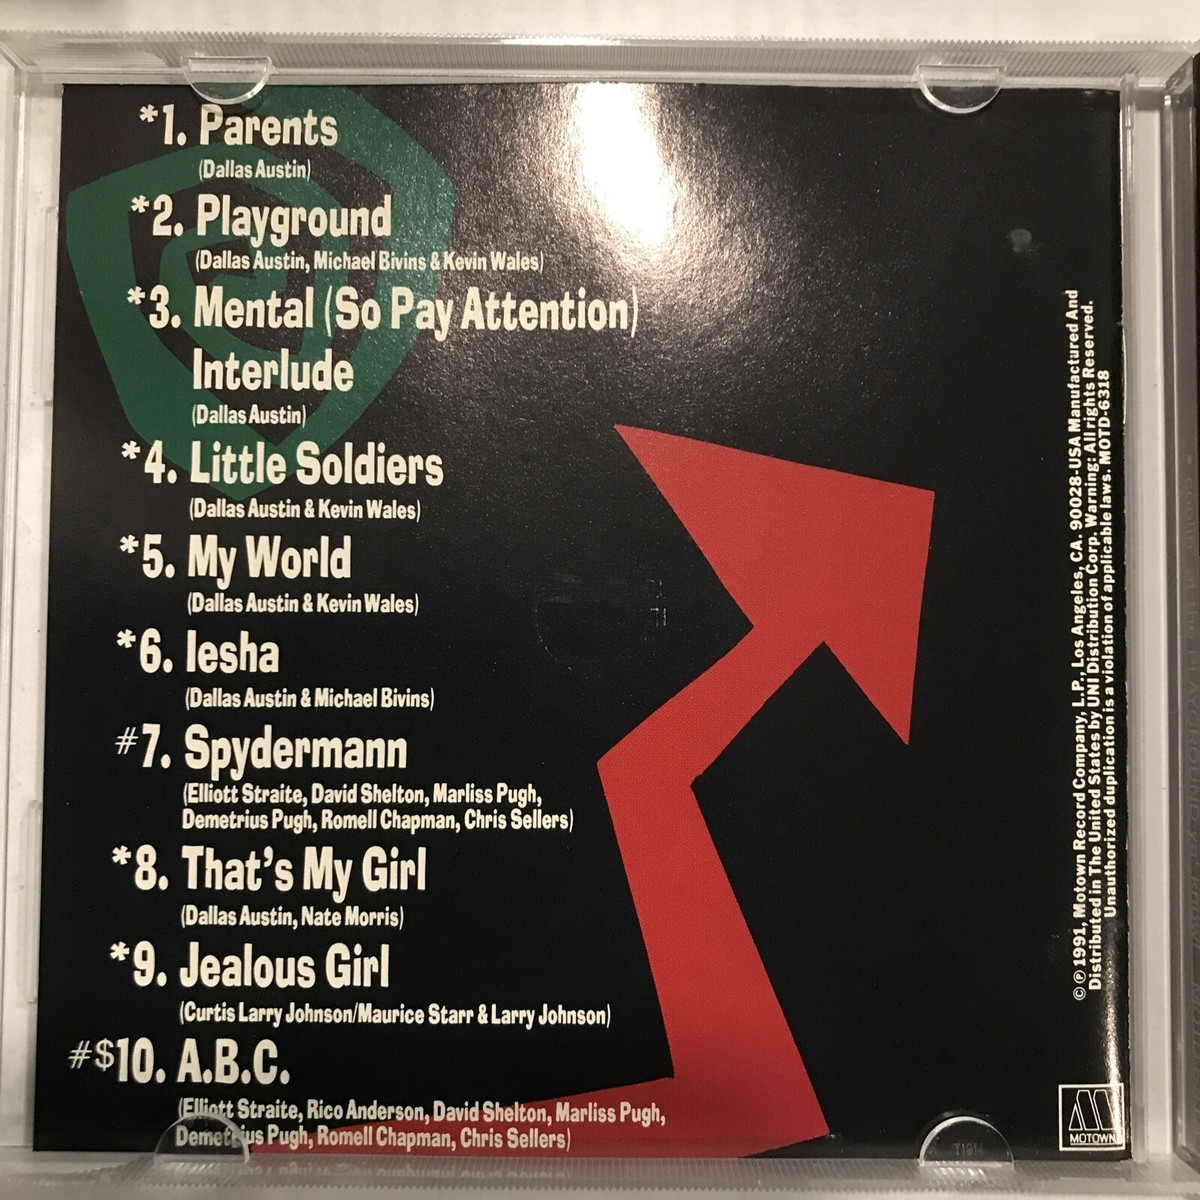 *1. Parents
(Dallas Austin)
*2. Playground
(Dallas Austin, Michael Bivins & Kevin Wales)
*3. Mental (So Pay Attention)
Interlude
(Dallas Austin)
*4. Little Soldiers
(Dallas Austin & Kevin Wales)
*5. My World
(Dallas Austin & Kevin Wales)
*6. Iesha
(Dallas Austin & Michael Bivins)
#7. Spydermann
(Elliott Straite, David Shelton, Marliss Pugh,
Demetrius Pugh, Romell Chapman, Chris Sellers)
*8. That's My Girl
(Dallas Austin, Nate Morris)
*9. Jealous Girl
(Curtis Larry Johnson/Maurice Starr & Larry Johnson)
#$10. A.B.C.
(Elliott Straite, Rico Anderson, David Shelton, Marliss Pugh,
Demetrius Pugh, Romell Chapman, Chris Sellers)
© ℗ 1991, Motown Record Company, L.P., Los Angeles, CA. 90028-USA Manufactured And
Distributed in The United States by UNI Distribution Corp. Warning: All rights Reserved.
Unauthorized duplication is a violation of applicable laws. MOTD-6318
MOTOWN